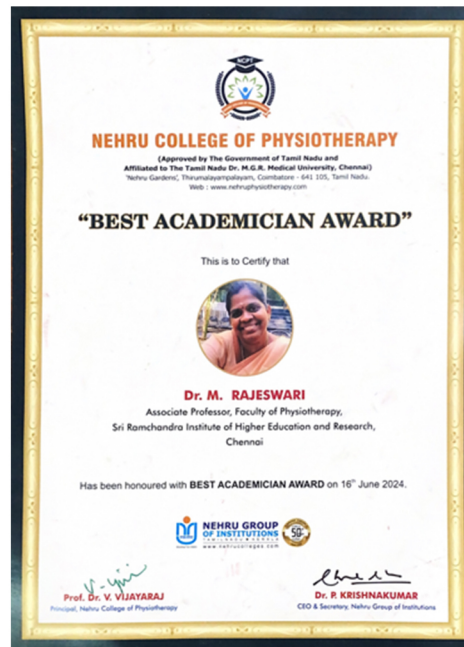 NCPT
NEHRU COLLEGE OF PHYSIOTHERAPY
(Approved by The Government of Tamil Nadu and
Affiliated to The Tamil Nadu Dr. M.G.R. Medical University, Chennai)
'Nehru Gardens', Thirumalayampalayam, Coimbatore - 641 105, Tamil Nadu.
Web : www.nehruphysiotherapy.com
“BEST ACADEMICIAN AWARD”
This is to Certify that
Dr. M. RAJESWARI
Associate Professor, Faculty of Physiotherapy,
Sri Ramchandra Institute of Higher Education and Research,
Chennai
Has been honoured with BEST ACADEMICIAN AWARD on 16th June 2024.
NEHRU GROUP
OF INSTITUTIONS
TAMILNADU • KERALA
www.nehrucolleges.com
50
Prof. Dr. V. VIJAYARAJ
Principal, Nehru College of Physiotherapy
Dr. P. KRISHNAKUMAR
CEO & Secretary, Nehru Group of Institutions